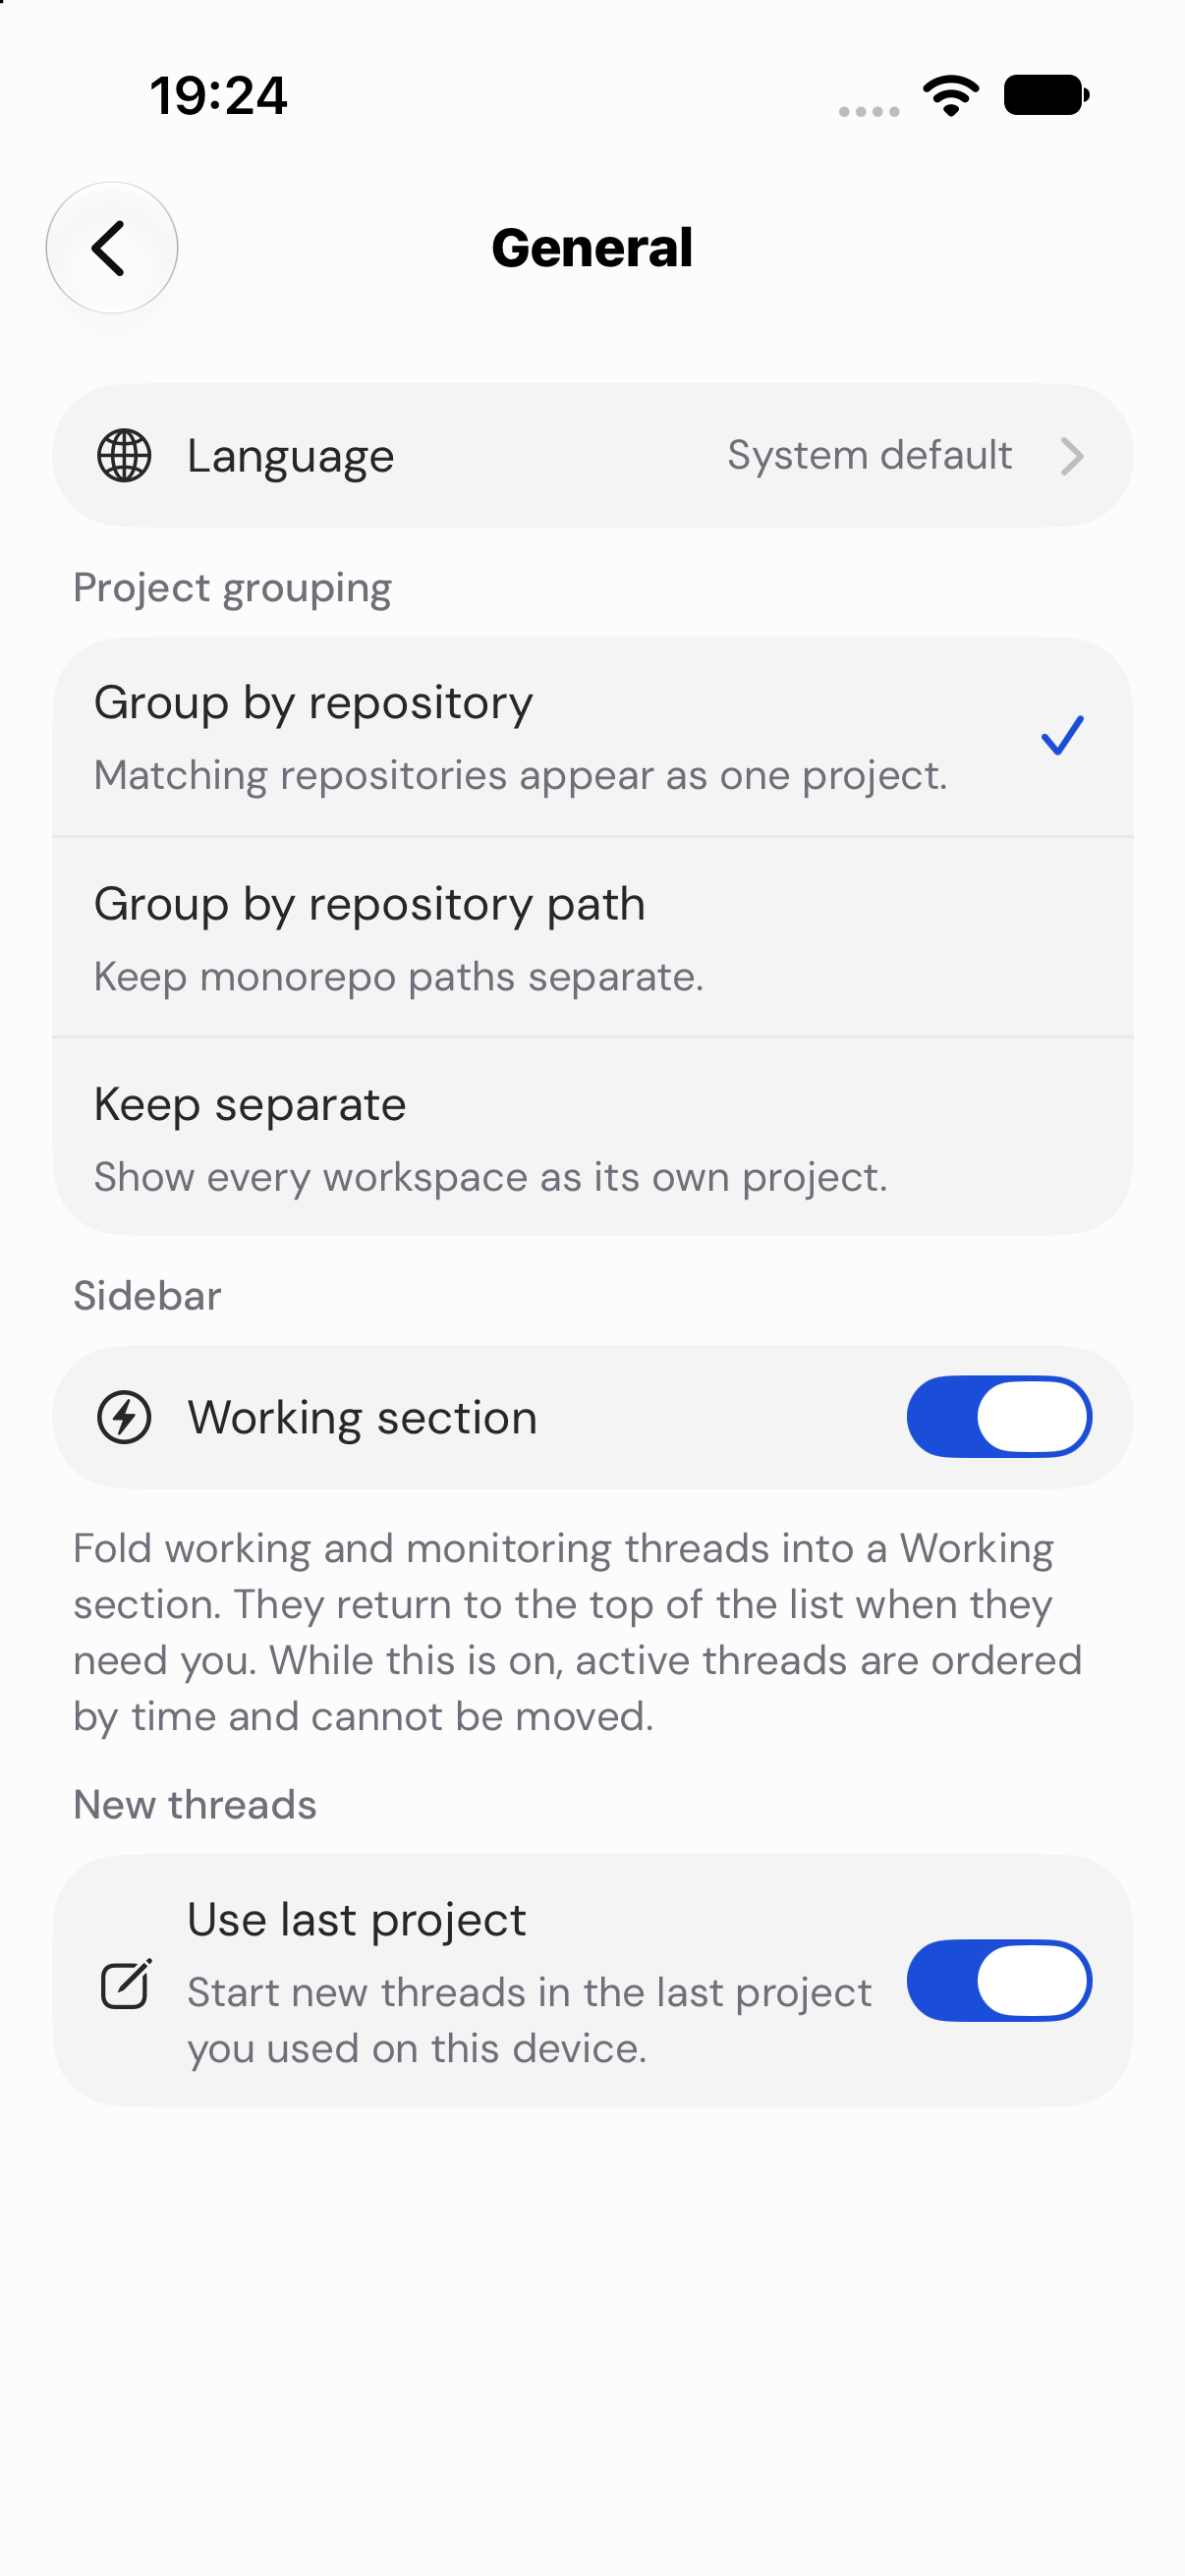 19:24
General
Language
System default
Project grouping
Group by repository
Matching repositories appear as one project.
Group by repository path
Keep monorepo paths separate.
Keep separate
Show every workspace as its own project.
Sidebar
Working section
Fold working and monitoring threads into a Working
section. They return to the top of the list when they
need you. While this is on, active threads are ordered
by time and cannot be moved.
New threads
Use last project
Start new threads in the last project
you used on this device.